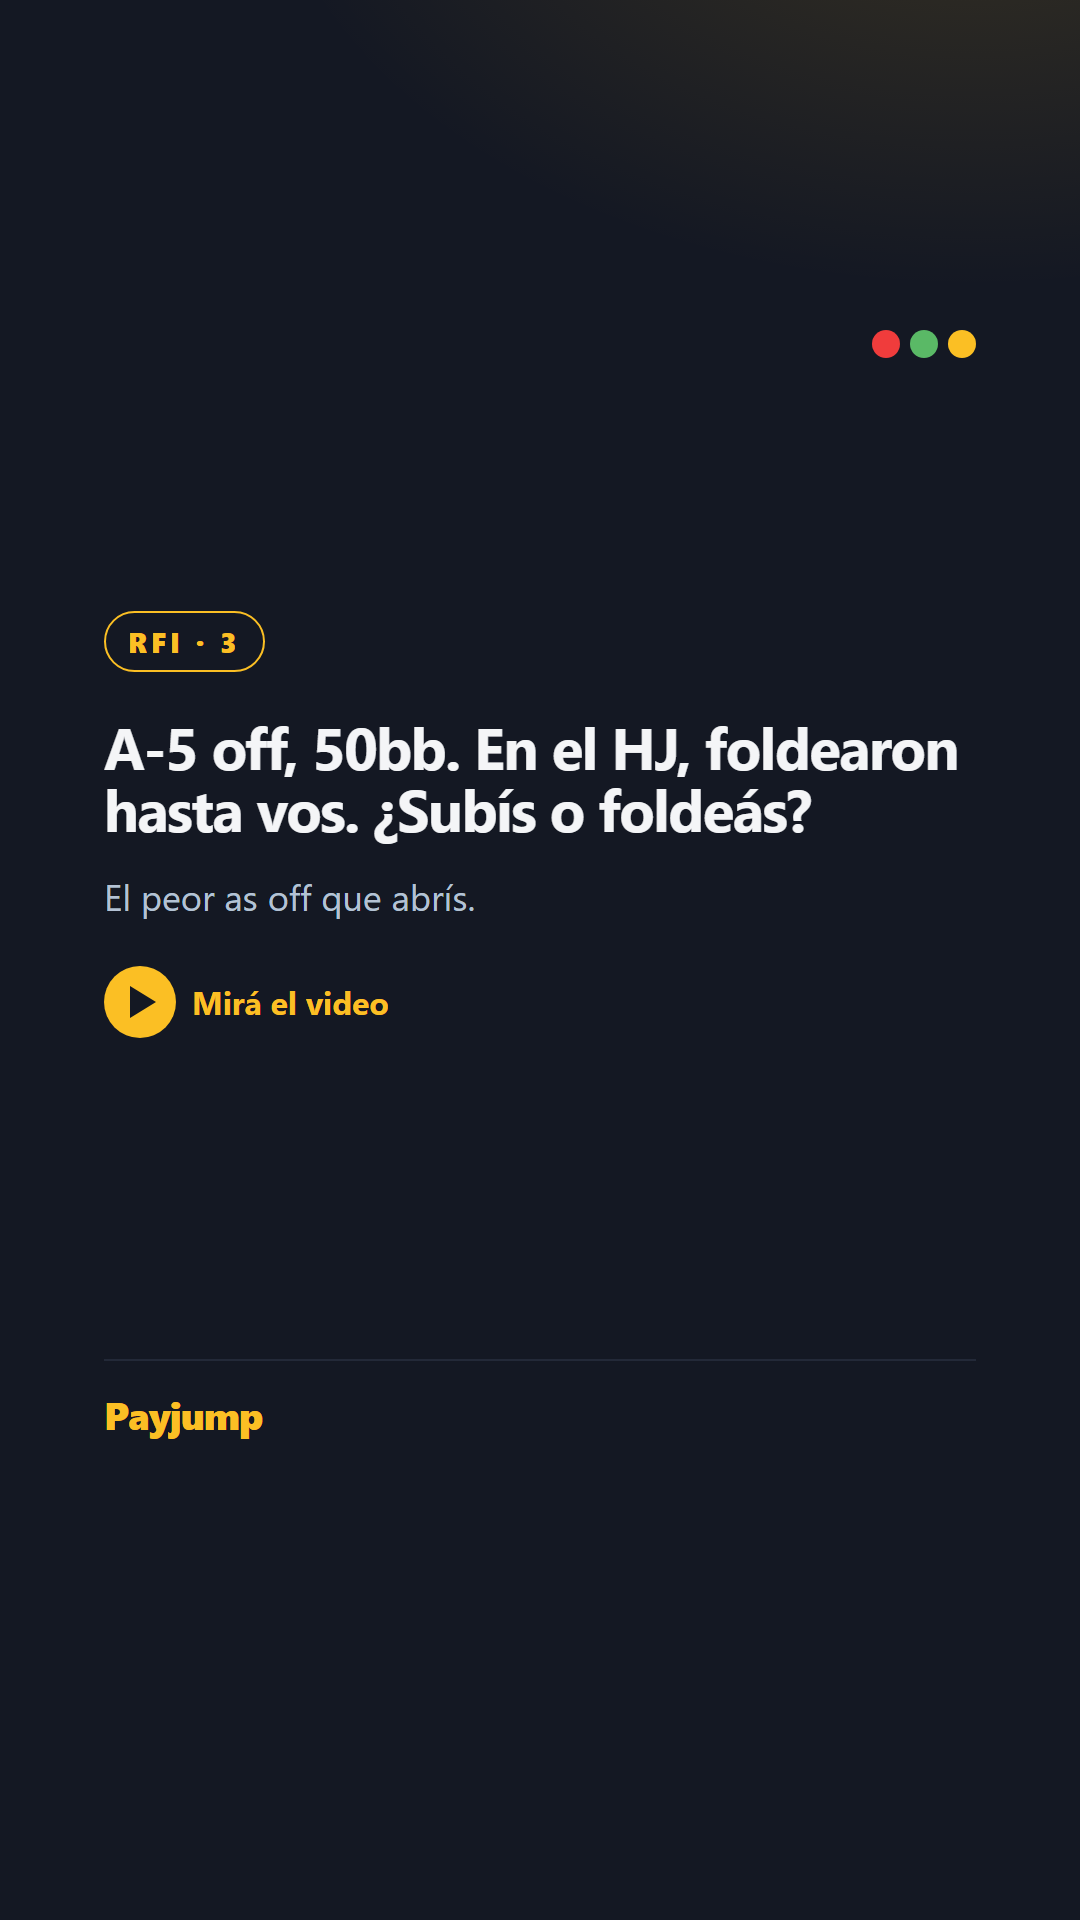 RFI · 3
A-5 off, 50bb. En el HJ, foldearon
hasta vos. ¿Subís o foldeás?
El peor as off que abrís.
Mirá el video
Payjump